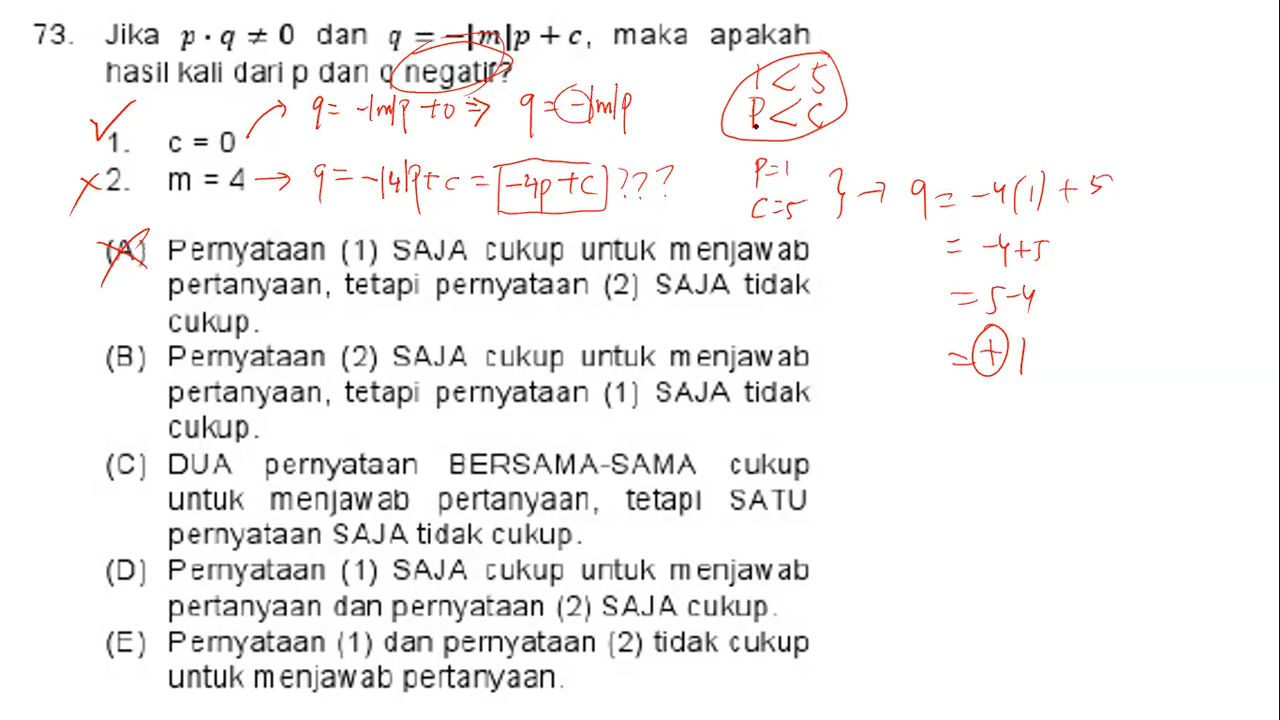 73. Jika p · q ≠ 0 dan q = −|m|p + c, maka apakah
hasil kali dari p dan q negatif?
1 < 5
P < C
q = -|m|p + 0 => q = -|m|p
1. c = 0
2. m = 4 → q = -|4|p + c = -4p + c ???
P = 1
C = 5
} → q = -4(1) + 5
= -4 + 5
= 5 - 4
= + 1
(A) Pernyataan (1) SAJA cukup untuk menjawab
pertanyaan, tetapi pernyataan (2) SAJA tidak
cukup.
(B) Pernyataan (2) SAJA cukup untuk menjawab
pertanyaan, tetapi pernyataan (1) SAJA tidak
cukup.
(C) DUA pernyataan BERSAMA-SAMA cukup
untuk menjawab pertanyaan, tetapi SATU
pernyataan SAJA tidak cukup.
(D) Pernyataan (1) SAJA cukup untuk menjawab
pertanyaan dan pernyataan (2) SAJA cukup.
(E) Pernyataan (1) dan pernyataan (2) tidak cukup
untuk menjawab pertanyaan.